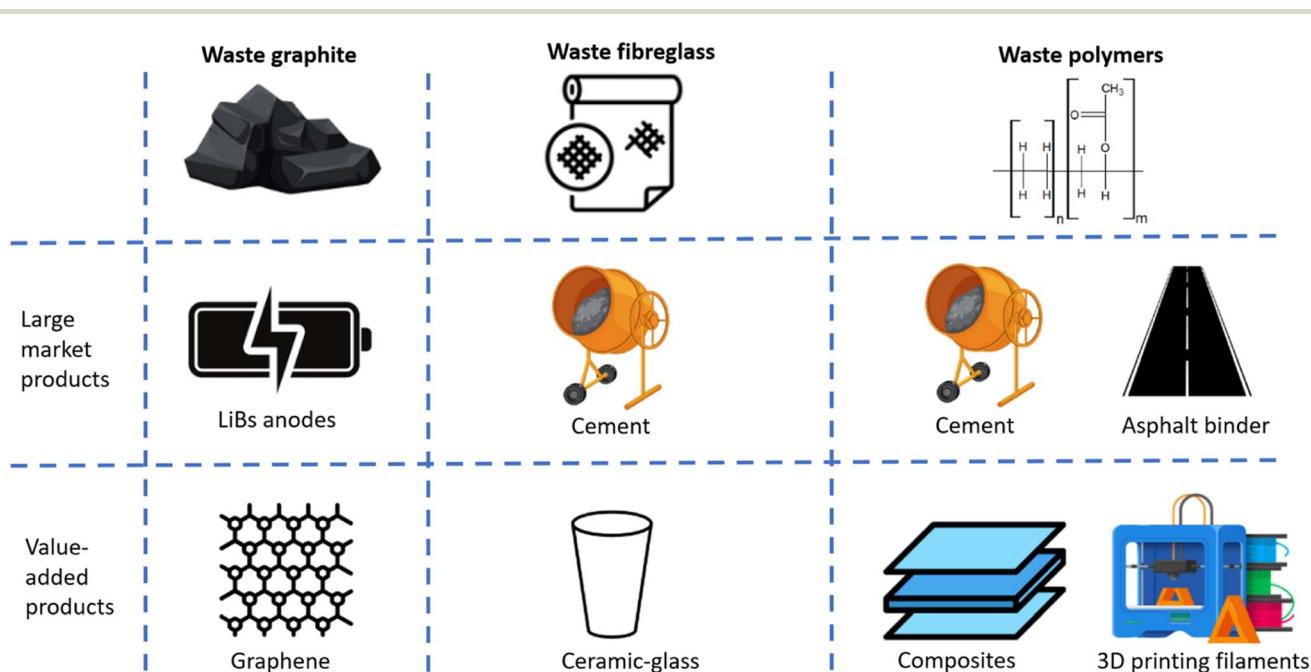 Waste graphite
Waste fibreglass
Waste polymers
CH₃
O
O
H
H
H
H
H
H
H
n
m
Large
market
products
LiBs anodes
Cement
Cement
Asphalt binder
Value-
added
products
Graphene
Ceramic-glass
Composites
3D printing filaments